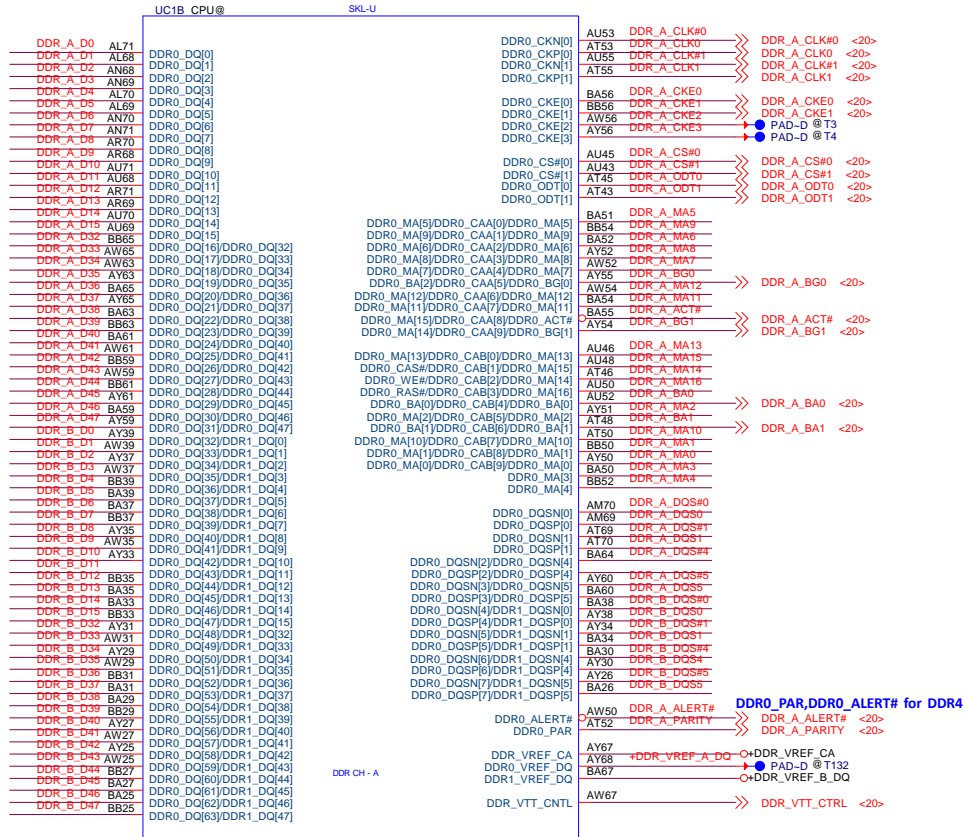 UC1B CPU@ SKL-U
DDR_A_D0 AL71 DDR0_DQ[0]
DDR_A_D1 AL68 DDR0_DQ[1]
DDR_A_D2 AN68 DDR0_DQ[2]
DDR_A_D3 AN69 DDR0_DQ[3]
DDR_A_D4 AL70 DDR0_DQ[4]
DDR_A_D5 AL69 DDR0_DQ[5]
DDR_A_D6 AN70 DDR0_DQ[6]
DDR_A_D7 AN71 DDR0_DQ[7]
DDR_A_D8 AR70 DDR0_DQ[8]
DDR_A_D9 AR68 DDR0_DQ[9]
DDR_A_D10 AU71 DDR0_DQ[10]
DDR_A_D11 AU68 DDR0_DQ[11]
DDR_A_D12 AR71 DDR0_DQ[12]
DDR_A_D13 AR69 DDR0_DQ[13]
DDR_A_D14 AU70 DDR0_DQ[14]
DDR_A_D15 AU69 DDR0_DQ[15]
DDR_A_D32 BB65 DDR0_DQ[16]/DDR0_DQ[32]
DDR_A_D33 AW65 DDR0_DQ[17]/DDR0_DQ[33]
DDR_A_D34 AW63 DDR0_DQ[18]/DDR0_DQ[34]
DDR_A_D35 AY63 DDR0_DQ[19]/DDR0_DQ[35]
DDR_A_D36 BA65 DDR0_DQ[20]/DDR0_DQ[36]
DDR_A_D37 AY65 DDR0_DQ[21]/DDR0_DQ[37]
DDR_A_D38 BA63 DDR0_DQ[22]/DDR0_DQ[38]
DDR_A_D39 BB63 DDR0_DQ[23]/DDR0_DQ[39]
DDR_A_D40 BA61 DDR0_DQ[24]/DDR0_DQ[40]
DDR_A_D41 AW61 DDR0_DQ[25]/DDR0_DQ[41]
DDR_A_D42 BB59 DDR0_DQ[26]/DDR0_DQ[42]
DDR_A_D43 AW59 DDR0_DQ[27]/DDR0_DQ[43]
DDR_A_D44 BB61 DDR0_DQ[28]/DDR0_DQ[44]
DDR_A_D45 AY61 DDR0_DQ[29]/DDR0_DQ[45]
DDR_A_D46 BA59 DDR0_DQ[30]/DDR0_DQ[46]
DDR_A_D47 AY59 DDR0_DQ[31]/DDR0_DQ[47]
DDR_B_D0 AY39 DDR0_DQ[32]/DDR1_DQ[0]
DDR_B_D1 AW39 DDR0_DQ[33]/DDR1_DQ[1]
DDR_B_D2 AY37 DDR0_DQ[34]/DDR1_DQ[2]
DDR_B_D3 AW37 DDR0_DQ[35]/DDR1_DQ[3]
DDR_B_D4 BB39 DDR0_DQ[36]/DDR1_DQ[4]
DDR_B_D5 BA39 DDR0_DQ[37]/DDR1_DQ[5]
DDR_B_D6 BA37 DDR0_DQ[38]/DDR1_DQ[6]
DDR_B_D7 BB37 DDR0_DQ[39]/DDR1_DQ[7]
DDR_B_D8 AY35 DDR0_DQ[40]/DDR1_DQ[8]
DDR_B_D9 AW35 DDR0_DQ[41]/DDR1_DQ[9]
DDR_B_D10 AY33 DDR0_DQ[42]/DDR1_DQ[10]
DDR_B_D11 DDR0_DQ[43]/DDR1_DQ[11]
DDR_B_D12 BB35 DDR0_DQ[44]/DDR1_DQ[12]
DDR_B_D13 BA35 DDR0_DQ[45]/DDR1_DQ[13]
DDR_B_D14 BA33 DDR0_DQ[46]/DDR1_DQ[14]
DDR_B_D15 BB33 DDR0_DQ[47]/DDR1_DQ[15]
DDR_B_D32 AY31 DDR0_DQ[48]/DDR1_DQ[32]
DDR_B_D33 AW31 DDR0_DQ[49]/DDR1_DQ[33]
DDR_B_D34 AY29 DDR0_DQ[50]/DDR1_DQ[34]
DDR_B_D35 AW29 DDR0_DQ[51]/DDR1_DQ[35]
DDR_B_D36 BB31 DDR0_DQ[52]/DDR1_DQ[36]
DDR_B_D37 BA31 DDR0_DQ[53]/DDR1_DQ[37]
DDR_B_D38 BA29 DDR0_DQ[54]/DDR1_DQ[38]
DDR_B_D39 BB29 DDR0_DQ[55]/DDR1_DQ[39]
DDR_B_D40 AY27 DDR0_DQ[56]/DDR1_DQ[40]
DDR_B_D41 AW27 DDR0_DQ[57]/DDR1_DQ[41]
DDR_B_D42 AY25 DDR0_DQ[58]/DDR1_DQ[42]
DDR_B_D43 AW25 DDR0_DQ[59]/DDR1_DQ[43]
DDR_B_D44 BB27 DDR0_DQ[60]/DDR1_DQ[44]
DDR_B_D45 BA27 DDR0_DQ[61]/DDR1_DQ[45]
DDR_B_D46 BA25 DDR0_DQ[62]/DDR1_DQ[46]
DDR_B_D47 BB25 DDR0_DQ[63]/DDR1_DQ[47]
DDR CH - A
DDR0_CKN[0] AU53 DDR_A_CLK#0 DDR_A_CLK#0 <20>
DDR0_CKP[0] AT53 DDR_A_CLK0 DDR_A_CLK0 <20>
DDR0_CKN[1] AU55 DDR_A_CLK#1 DDR_A_CLK#1 <20>
DDR0_CKP[1] AT55 DDR_A_CLK1 DDR_A_CLK1 <20>
DDR0_CKE[0] BA56 DDR_A_CKE0 DDR_A_CKE0 <20>
DDR0_CKE[1] BB56 DDR_A_CKE1 DDR_A_CKE1 <20>
DDR0_CKE[2] AW56 DDR_A_CKE2 PAD~D @T3
DDR0_CKE[3] AY56 DDR_A_CKE3 PAD~D @T4
DDR0_CS#[0] AU45 DDR_A_CS#0 DDR_A_CS#0 <20>
DDR0_CS#[1] AU43 DDR_A_CS#1 DDR_A_CS#1 <20>
DDR0_ODT[0] AT45 DDR_A_ODT0 DDR_A_ODT0 <20>
DDR0_ODT[1] AT43 DDR_A_ODT1 DDR_A_ODT1 <20>
DDR0_MA[5]/DDR0_CAA[0]/DDR0_MA[5] BA51 DDR_A_MA5
DDR0_MA[9]/DDR0_CAA[1]/DDR0_MA[9] BB54 DDR_A_MA9
DDR0_MA[6]/DDR0_CAA[2]/DDR0_MA[6] BA52 DDR_A_MA6
DDR0_MA[8]/DDR0_CAA[3]/DDR0_MA[8] AY52 DDR_A_MA8
DDR0_MA[7]/DDR0_CAA[4]/DDR0_MA[7] AW52 DDR_A_MA7
DDR0_BA[2]/DDR0_CAA[5]/DDR0_BG[0] AY55 DDR_A_BG0 DDR_A_BG0 <20>
DDR0_MA[12]/DDR0_CAA[6]/DDR0_MA[12] AW54 DDR_A_MA12
DDR0_MA[11]/DDR0_CAA[7]/DDR0_MA[11] BA54 DDR_A_MA11
DDR0_MA[15]/DDR0_CAA[8]/DDR0_ACT# BA55 DDR_A_ACT# DDR_A_ACT# <20>
DDR0_MA[14]/DDR0_CAA[9]/DDR0_BG[1] AY54 DDR_A_BG1 DDR_A_BG1 <20>
DDR0_MA[13]/DDR0_CAB[0]/DDR0_MA[13] AU46 DDR_A_MA13
DDR0_CAS#/DDR0_CAB[1]/DDR0_MA[15] AU48 DDR_A_MA15
DDR0_WE#/DDR0_CAB[2]/DDR0_MA[14] AT46 DDR_A_MA14
DDR0_RAS#/DDR0_CAB[3]/DDR0_MA[16] AU50 DDR_A_MA16
DDR0_BA[0]/DDR0_CAB[4]/DDR0_BA[0] AU52 DDR_A_BA0 DDR_A_BA0 <20>
DDR0_MA[2]/DDR0_CAB[5]/DDR0_MA[2] AY51 DDR_A_MA2
DDR0_BA[1]/DDR0_CAB[6]/DDR0_BA[1] AT48 DDR_A_BA1 DDR_A_BA1 <20>
DDR0_MA[10]/DDR0_CAB[7]/DDR0_MA[10] AT50 DDR_A_MA10
DDR0_MA[1]/DDR0_CAB[8]/DDR0_MA[1] BB50 DDR_A_MA1
DDR0_MA[0]/DDR0_CAB[9]/DDR0_MA[0] AY50 DDR_A_MA0
DDR0_MA[3] BA50 DDR_A_MA3
DDR0_MA[4] BB52 DDR_A_MA4
DDR0_DQSN[0] AM70 DDR_A_DQS#0
DDR0_DQSP[0] AM69 DDR_A_DQS0
DDR0_DQSN[1] AT69 DDR_A_DQS#1
DDR0_DQSP[1] AT70 DDR_A_DQS1
DDR0_DQSN[2]/DDR0_DQSN[4] BA64 DDR_A_DQS#4
DDR0_DQSP[2]/DDR0_DQSP[4]
DDR0_DQSN[3]/DDR0_DQSN[5] AY60 DDR_A_DQS#5
DDR0_DQSP[3]/DDR0_DQSP[5] BA60 DDR_A_DQS5
DDR0_DQSN[4]/DDR1_DQSN[0] BA38 DDR_B_DQS#0
DDR0_DQSP[4]/DDR1_DQSP[0] AY38 DDR_B_DQS0
DDR0_DQSN[5]/DDR1_DQSN[1] AY34 DDR_B_DQS#1
DDR0_DQSP[5]/DDR1_DQSP[1] BA34 DDR_B_DQS1
DDR0_DQSN[6]/DDR1_DQSN[4] BA30 DDR_B_DQS#4
DDR0_DQSP[6]/DDR1_DQSP[4] AY30 DDR_B_DQS4
DDR0_DQSN[7]/DDR1_DQSN[5] AY26 DDR_B_DQS#5
DDR0_DQSP[7]/DDR1_DQSP[5] BA26 DDR_B_DQS5
DDR0_PAR,DDR0_ALERT# for DDR4
DDR0_ALERT# AW50 DDR_A_ALERT# DDR_A_ALERT# <20>
DDR0_PAR AT52 DDR_A_PARITY DDR_A_PARITY <20>
DDR_VREF_CA AY67 +DDR_VREF_CA
DDR0_VREF_DQ AY68 +DDR_VREF_A_DQ PAD~D @T132
DDR1_VREF_DQ BA67 +DDR_VREF_B_DQ
DDR_VTT_CNTL AW67 DDR_VTT_CTRL <20>